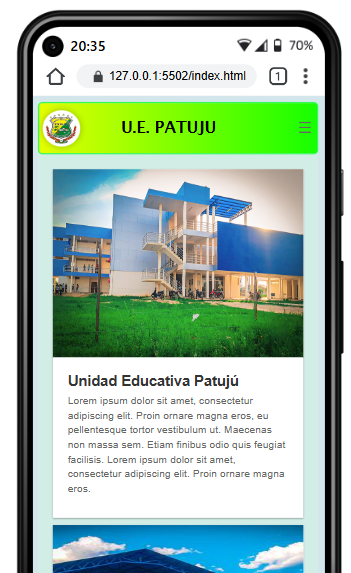 20:35
70%
127.0.0.1:5502/index.html
1
U.E. PATUJU
Unidad Educativa Patujú
Lorem ipsum dolor sit amet, consectetur
adipiscing elit. Proin ornare magna eros, eu
pellentesque tortor vestibulum ut. Maecenas
non massa sem. Etiam finibus odio quis feugiat
facilisis. Lorem ipsum dolor sit amet,
consectetur adipiscing elit. Proin ornare magna
eros.